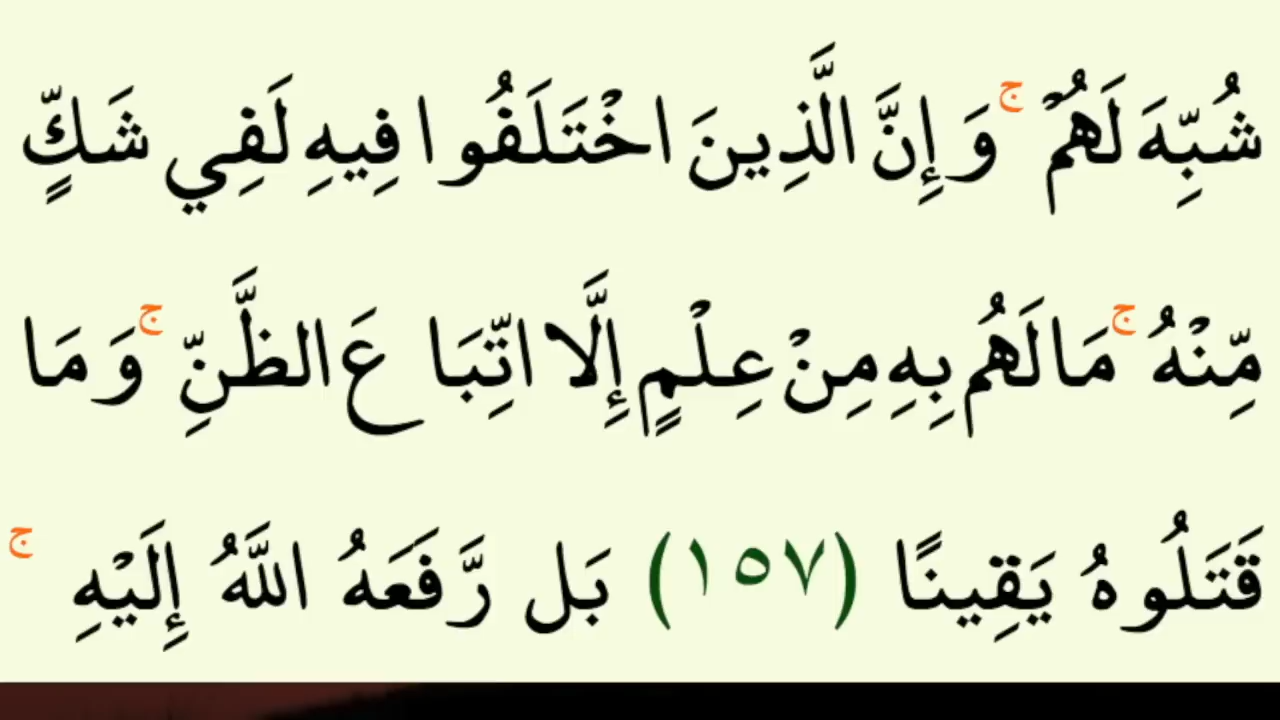 شُبِّهَ لَهُمْ ۚ وَإِنَّ الَّذِينَ اخْتَلَفُوا فِيهِ لَفِي شَكٍّ
مِّنْهُ ۚ مَا لَهُم بِهِ مِنْ عِلْمٍ إِلَّا اتِّبَاعَ الظَّنِّ ۚ وَمَا
قَتَلُوهُ يَقِينًا (١٥٧) بَل رَّفَعَهُ اللَّهُ إِلَيْهِ ۚ